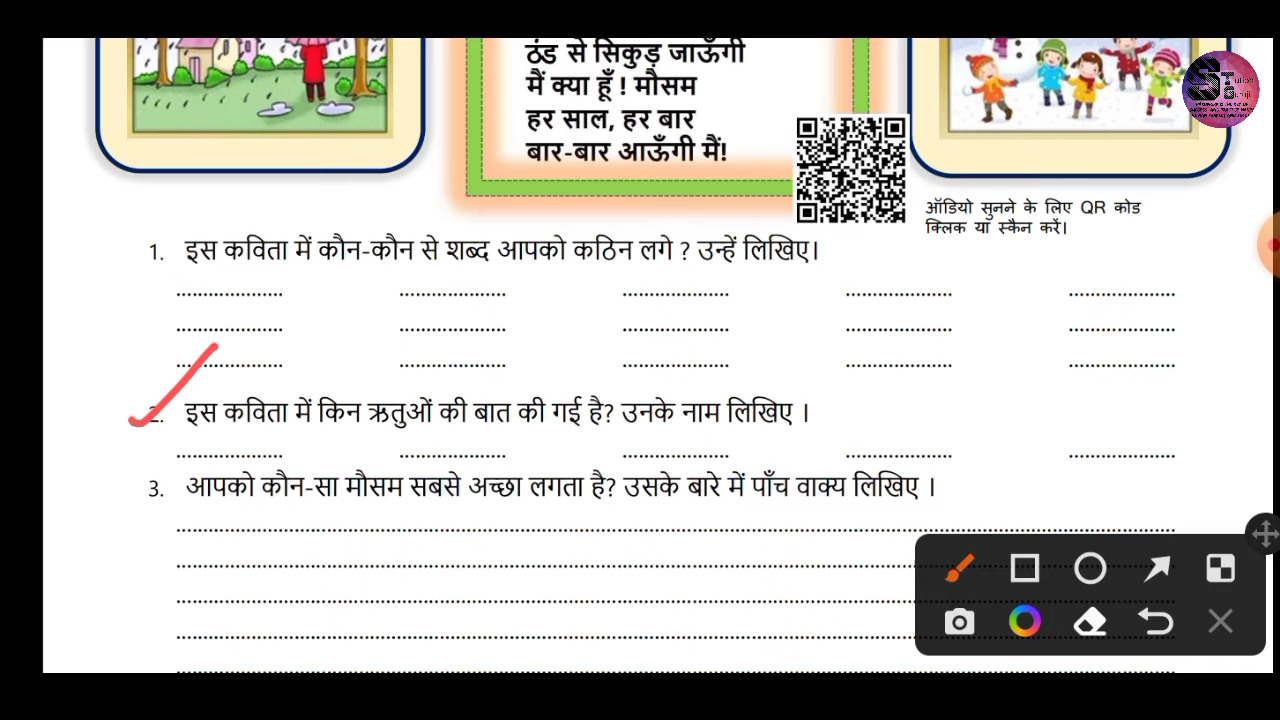 ठंड से सिकुड़ जाऊँगी
मैं क्या हूँ ! मौसम
हर साल, हर बार
बार-बार आऊँगी मैं!
ऑडियो सुनने के लिए QR कोड
क्लिक या स्कैन करें।
1. इस कविता में कौन-कौन से शब्द आपको कठिन लगे ? उन्हें लिखिए।
.................... .................... .................... .................... ....................
.................... .................... .................... .................... ....................
.................... .................... .................... .................... ....................
2. इस कविता में किन ऋतुओं की बात की गई है? उनके नाम लिखिए ।
.................... .................... .................... .................... ....................
3. आपको कौन-सा मौसम सबसे अच्छा लगता है? उसके बारे में पाँच वाक्य लिखिए ।